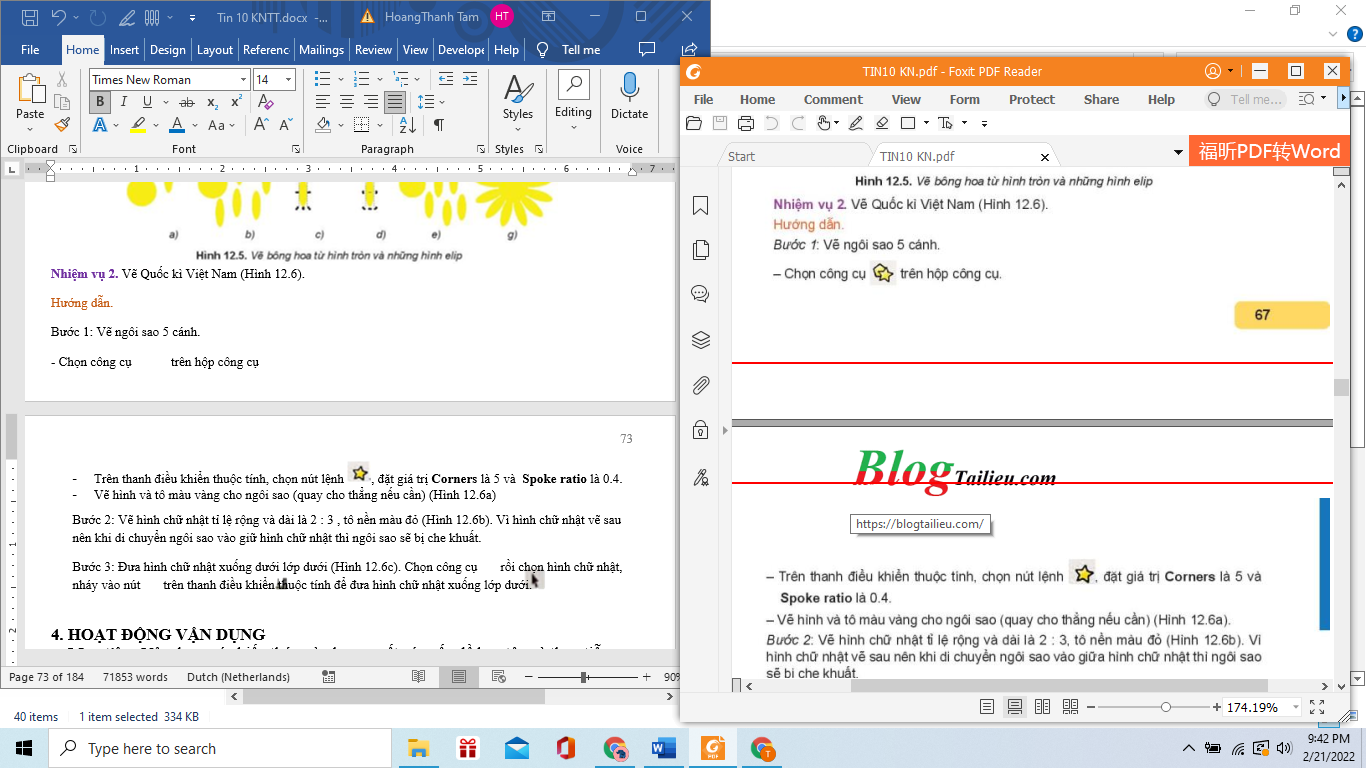 Tin 10 KNTT.docx -...
HoangThanh Tam
HT
File Home Insert Design Layout Referenc Mailings Review View Develope Help Tell me
Times New Roman 14
Paste
B I U ab x₂ x²
A Aa A A
Styles
Editing
Dictate
Clipboard Font Paragraph Styles Voice
a) b) c) d) e) g)
Hình 12.5. Vẽ bông hoa từ hình tròn và những hình elip
Nhiệm vụ 2. Vẽ Quốc kì Việt Nam (Hình 12.6).
Hướng dẫn.
Bước 1: Vẽ ngôi sao 5 cánh.
- Chọn công cụ trên hộp công cụ
73
- Trên thanh điều khiển thuộc tính, chọn nút lệnh , đặt giá trị Corners là 5 và Spoke ratio là 0.4.
- Vẽ hình và tô màu vàng cho ngôi sao (quay cho thẳng nếu cần) (Hình 12.6a)
Bước 2: Vẽ hình chữ nhật tỉ lệ rộng và dài là 2 : 3 , tô nền màu đỏ (Hình 12.6b). Vì hình chữ nhật vẽ sau
nên khi di chuyển ngôi sao vào giữ hình chữ nhật thì ngôi sao sẽ bị che khuất.
Bước 3: Đưa hình chữ nhật xuống dưới lớp dưới (Hình 12.6c). Chọn công cụ rồi chọn hình chữ nhật,
nháy vào nút trên thanh điều khiển thuộc tính để đưa hình chữ nhật xuống lớp dưới.
4. HOẠT ĐỘNG VẬN DỤNG
Page 73 of 184 71853 words Dutch (Netherlands) 90%
40 items 1 item selected 334 KB
TIN10 KN.pdf - Foxit PDF Reader
File Home Comment View Form Protect Share Help Tell me...
Start TIN10 KN.pdf
福昕PDF转Word
Hình 12.5. Vẽ bông hoa từ hình tròn và những hình elip
Nhiệm vụ 2. Vẽ Quốc kì Việt Nam (Hình 12.6).
Hướng dẫn.
Bước 1: Vẽ ngôi sao 5 cánh.
– Chọn công cụ trên hộp công cụ.
67
Blog Tailieu.com
https://blogtailieu.com/
– Trên thanh điều khiển thuộc tính, chọn nút lệnh , đặt giá trị Corners là 5 và
Spoke ratio là 0.4.
– Vẽ hình và tô màu vàng cho ngôi sao (quay cho thẳng nếu cần) (Hình 12.6a).
Bước 2: Vẽ hình chữ nhật tỉ lệ rộng và dài là 2 : 3, tô nền màu đỏ (Hình 12.6b). Vì
hình chữ nhật vẽ sau nên khi di chuyển ngôi sao vào giữa hình chữ nhật thì ngôi sao
sẽ bị che khuất.
174.19%
Type here to search
9:42 PM
2/21/2022